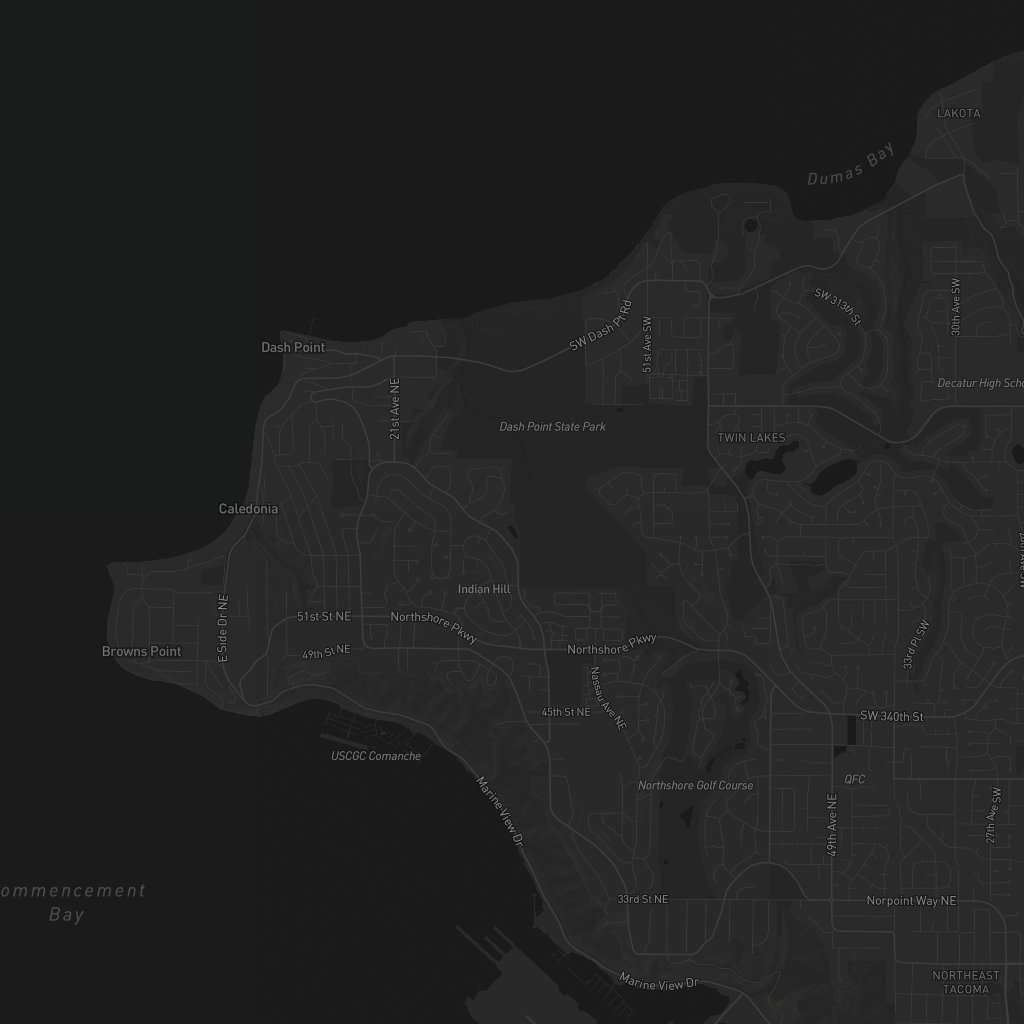 LAKOTA
Dumas Bay
SW 313th St
30th Ave SW
SW Dash Pt Rd
51st Ave SW
Dash Point
Decatur High Scho
21st Ave NE
Dash Point State Park
TWIN LAKES
Caledonia
Indian Hill
E Side Dr NE
51st St NE
Northshore Pkwy
Northshore Pkwy
33rd Pl SW
Browns Point
49th St NE
Nassau Ave NE
45th St NE
SW 340th St
USCGC Comanche
Northshore Golf Course
QFC
Marine View Dr
49th Ave NE
27th Ave SW
ommencement
Bay
33rd St NE
Norpoint Way NE
Marine View Dr
NORTHEAST
TACOMA